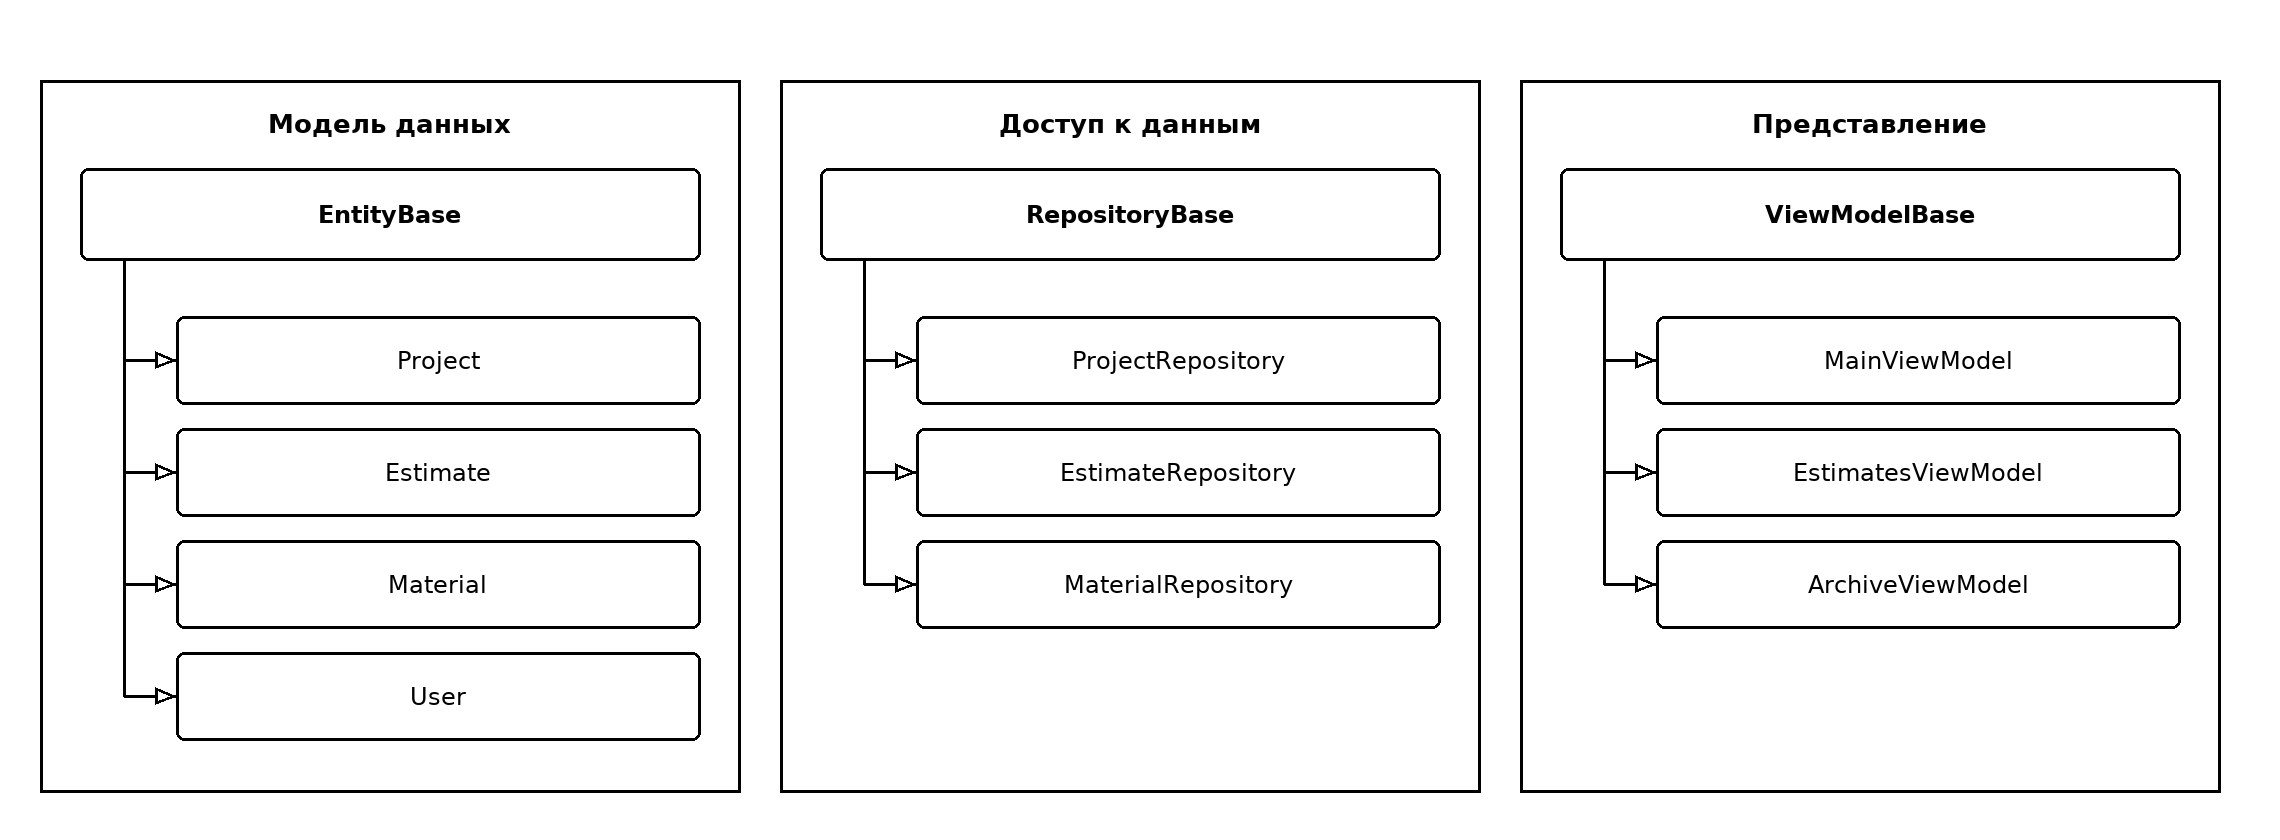 Модель данных
EntityBase
Project
Estimate
Material
User
Доступ к данным
RepositoryBase
ProjectRepository
EstimateRepository
MaterialRepository
Представление
ViewModelBase
MainViewModel
EstimatesViewModel
ArchiveViewModel